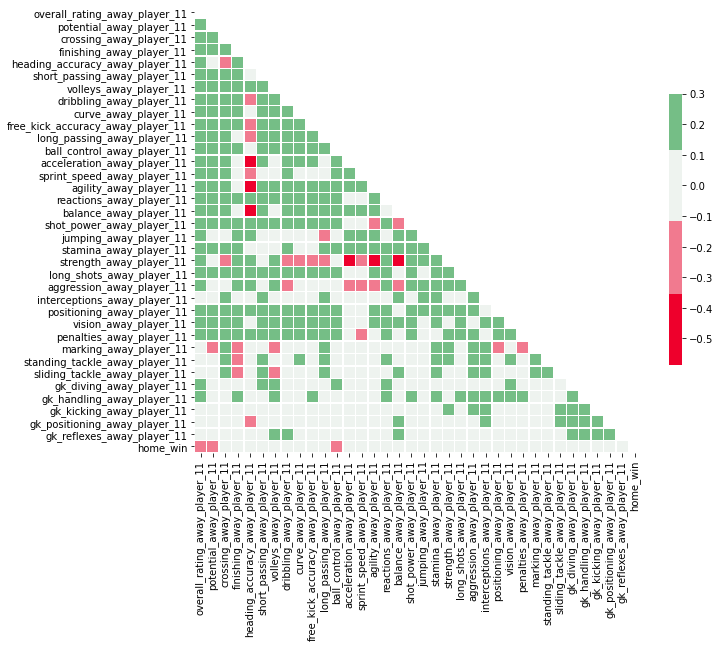 overall_rating_away_player_11
potential_away_player_11
crossing_away_player_11
finishing_away_player_11
heading_accuracy_away_player_11
short_passing_away_player_11
volleys_away_player_11
dribbling_away_player_11
curve_away_player_11
free_kick_accuracy_away_player_11
long_passing_away_player_11
ball_control_away_player_11
acceleration_away_player_11
sprint_speed_away_player_11
agility_away_player_11
reactions_away_player_11
balance_away_player_11
shot_power_away_player_11
jumping_away_player_11
stamina_away_player_11
strength_away_player_11
long_shots_away_player_11
aggression_away_player_11
interceptions_away_player_11
positioning_away_player_11
vision_away_player_11
penalties_away_player_11
marking_away_player_11
standing_tackle_away_player_11
sliding_tackle_away_player_11
gk_diving_away_player_11
gk_handling_away_player_11
gk_kicking_away_player_11
gk_positioning_away_player_11
gk_reflexes_away_player_11
home_win
overall_rating_away_player_11
potential_away_player_11
crossing_away_player_11
finishing_away_player_11
heading_accuracy_away_player_11
short_passing_away_player_11
volleys_away_player_11
dribbling_away_player_11
curve_away_player_11
free_kick_accuracy_away_player_11
long_passing_away_player_11
ball_control_away_player_11
acceleration_away_player_11
sprint_speed_away_player_11
agility_away_player_11
reactions_away_player_11
balance_away_player_11
shot_power_away_player_11
jumping_away_player_11
stamina_away_player_11
strength_away_player_11
long_shots_away_player_11
aggression_away_player_11
interceptions_away_player_11
positioning_away_player_11
vision_away_player_11
penalties_away_player_11
marking_away_player_11
standing_tackle_away_player_11
sliding_tackle_away_player_11
gk_diving_away_player_11
gk_handling_away_player_11
gk_kicking_away_player_11
gk_positioning_away_player_11
gk_reflexes_away_player_11
home_win
0.3
0.1
0.0
−0.1
−0.2
−0.3
−0.4
−0.5